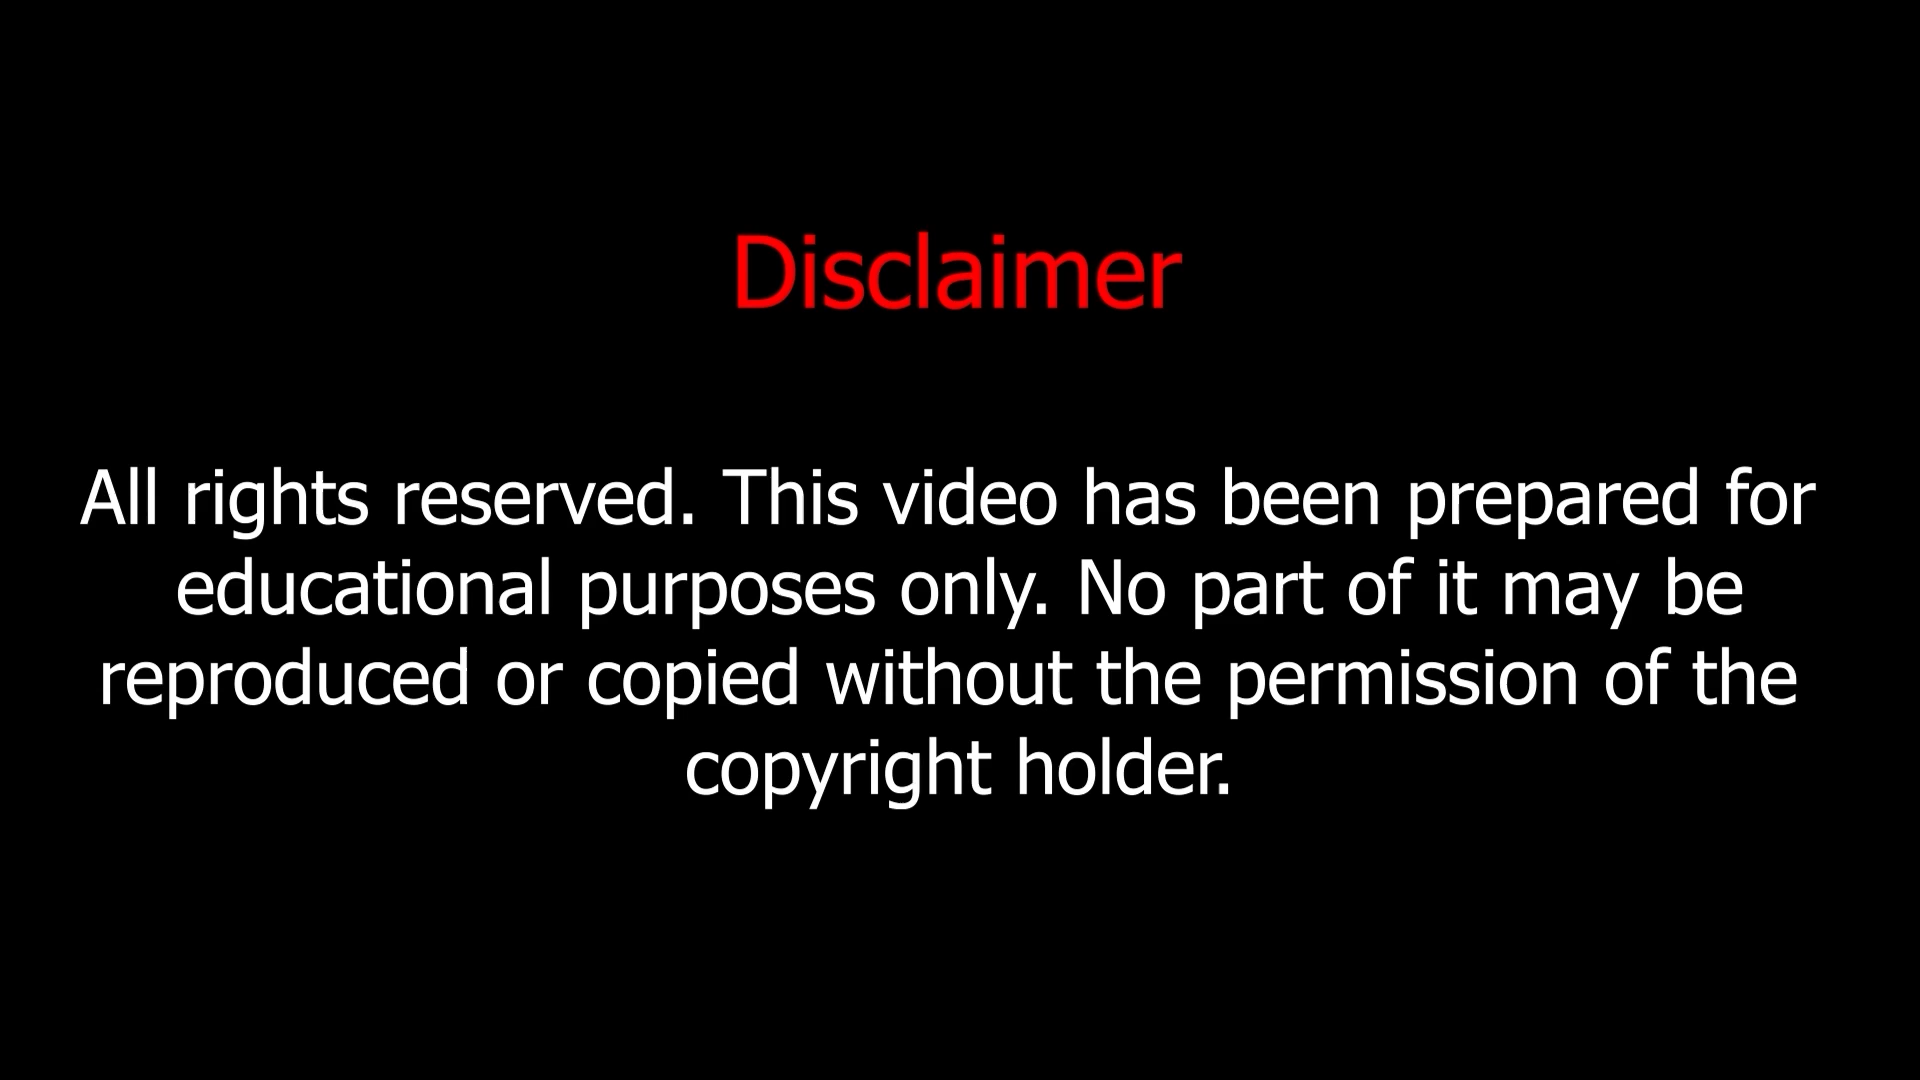 Disclaimer
All rights reserved. This video has been prepared for
educational purposes only. No part of it may be
reproduced or copied without the permission of the
copyright holder.